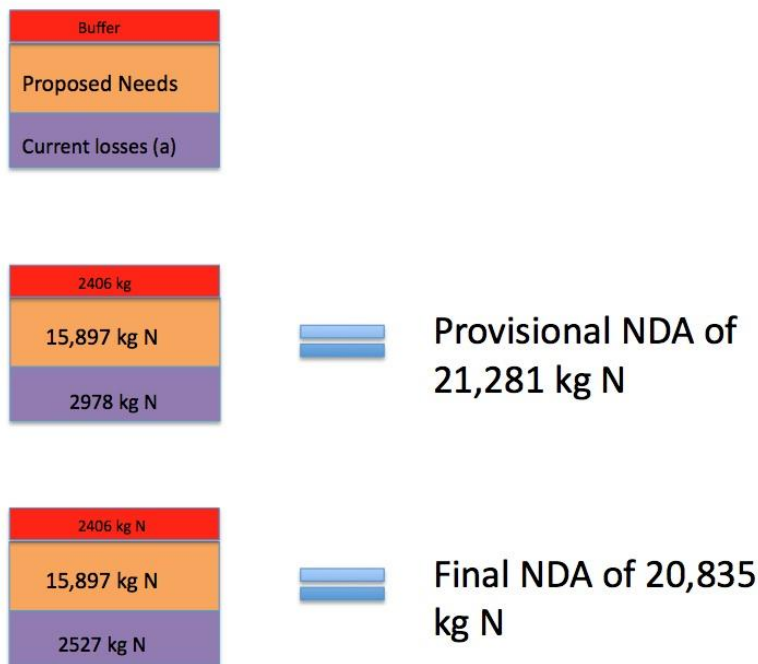 Buffer
Proposed Needs
Current losses (a)
2406 kg
15,897 kg N
2978 kg N
Provisional NDA of
21,281 kg N
2406 kg N
15,897 kg N
2527 kg N
Final NDA of 20,835
kg N